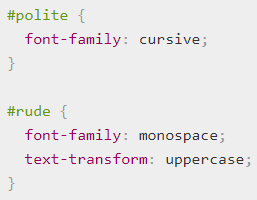 #polite {
  font-family: cursive;
}

#rude {
  font-family: monospace;
  text-transform: uppercase;
}